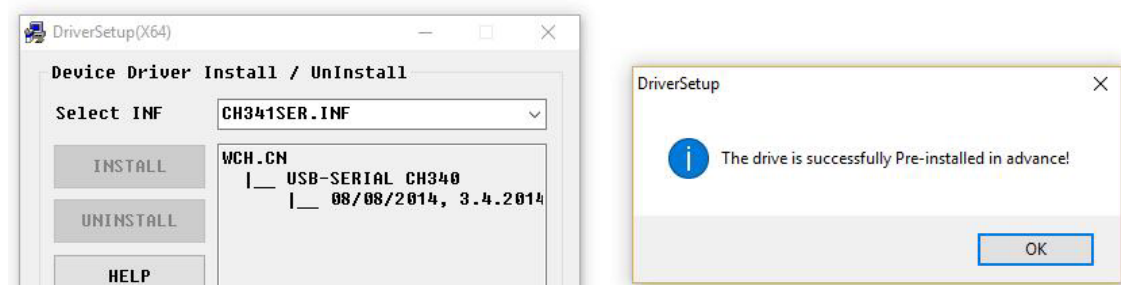 DriverSetup(X64)
Device Driver Install / UnInstall
Select INF
CH341SER.INF
INSTALL
WCH.CN
|__ USB-SERIAL CH340
|__ 08/08/2014, 3.4.2014
UNINSTALL
HELP
DriverSetup
The drive is successfully Pre-installed in advance!
OK